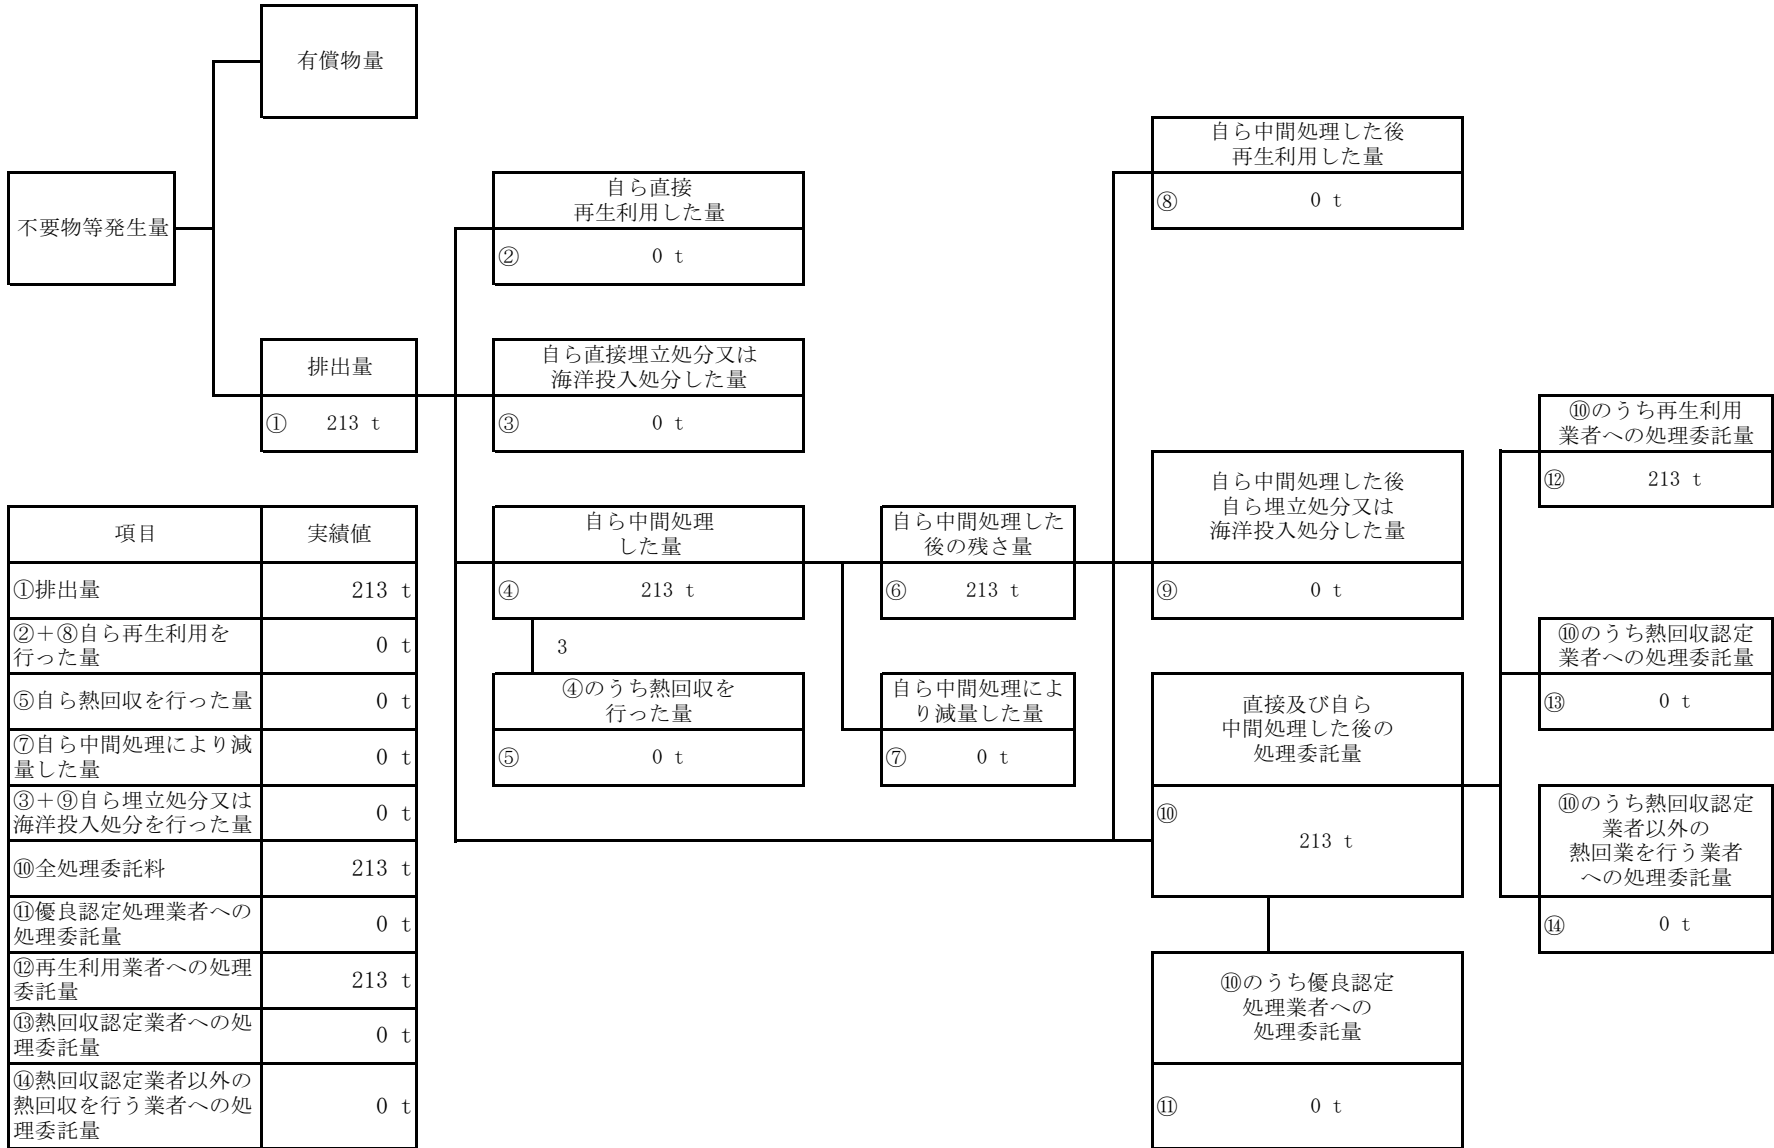 有償物量
不要物等発生量
排出量
① 213 t
自ら直接
再生利用した量
② 0 t
自ら直接埋立処分又は
海洋投入処分した量
③ 0 t
自ら中間処理
した量
④ 213 t
3
④のうち熱回収を
行った量
⑤ 0 t
自ら中間処理した
後の残さ量
⑥ 213 t
自ら中間処理によ
り減量した量
⑦ 0 t
自ら中間処理した後
再生利用した量
⑧ 0 t
自ら中間処理した後
自ら埋立処分又は
海洋投入処分した量
⑨ 0 t
直接及び自ら
中間処理した後の
処理委託量
⑩
213 t
⑩のうち優良認定
処理業者への
処理委託量
⑪ 0 t
⑩のうち再生利用
業者への処理委託量
⑫ 213 t
⑩のうち熱回収認定
業者への処理委託量
⑬ 0 t
⑩のうち熱回収認定
業者以外の
熱回業を行う業者
への処理委託量
⑭ 0 t
項目 実績値
①排出量 213 t
②＋⑧自ら再生利用を
行った量 0 t
⑤自ら熱回収を行った量 0 t
⑦自ら中間処理により減
量した量 0 t
③＋⑨自ら埋立処分又は
海洋投入処分を行った量 0 t
⑩全処理委託料 213 t
⑪優良認定処理業者への
処理委託量 0 t
⑫再生利用業者への処理
委託量 213 t
⑬熱回収認定業者への処
理委託量 0 t
⑭熱回収認定業者以外の
熱回収を行う業者への処
理委託量 0 t